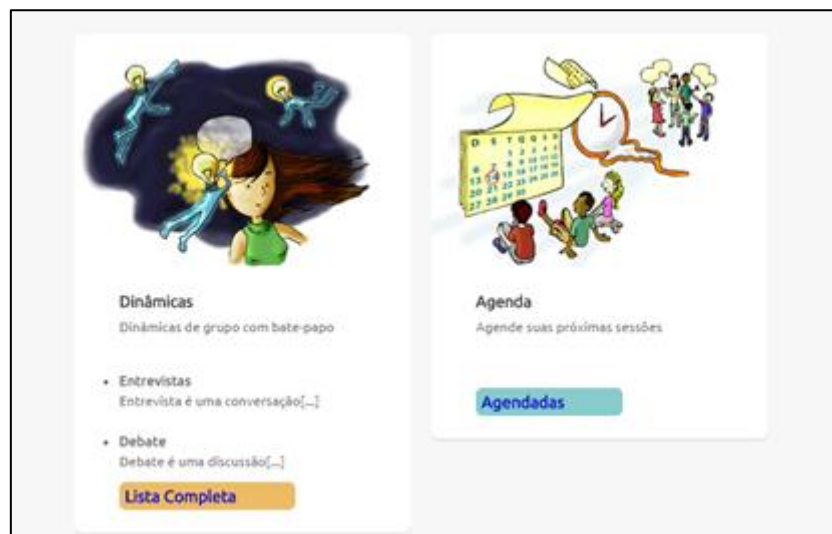 Dinâmicas
Dinâmicas de grupo com bate-papo
• Entrevistas
Entrevista é uma conversação[...]
• Debate
Debate é uma discussão[...]
Lista Completa
D S T Q Q S S
Agenda
Agende suas próximas sessões
Agendadas